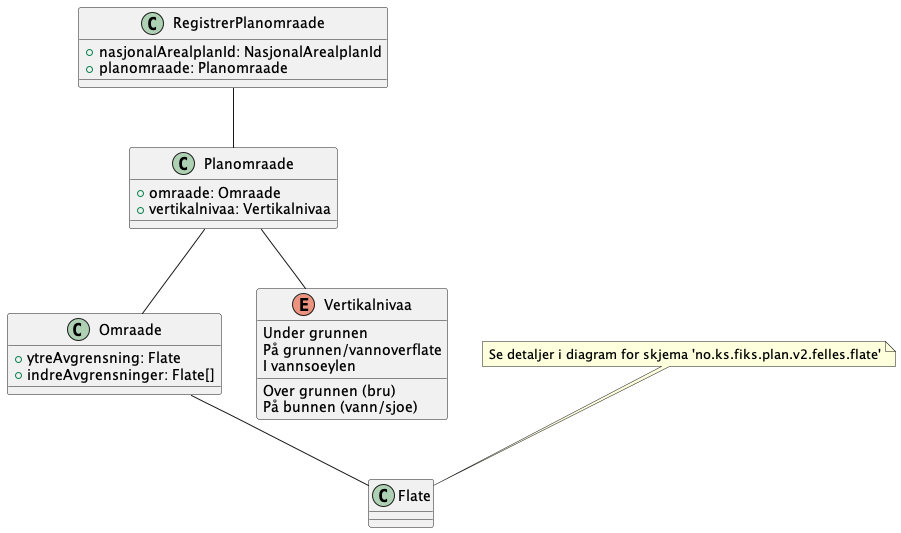 C RegistrerPlanomraade
nasjonalArealplanId: NasjonalArealplanId
planomraade: Planomraade
C Planomraade
omraade: Omraade
vertikalnivaa: Vertikalnivaa
C Omraade
ytreAvgrensning: Flate
indreAvgrensninger: Flate[]
E Vertikalnivaa
Under grunnen
På grunnen/vannoverflate
I vannsoeylen
Over grunnen (bru)
På bunnen (vann/sjoe)
Se detaljer i diagram for skjema 'no.ks.fiks.plan.v2.felles.flate'
C Flate